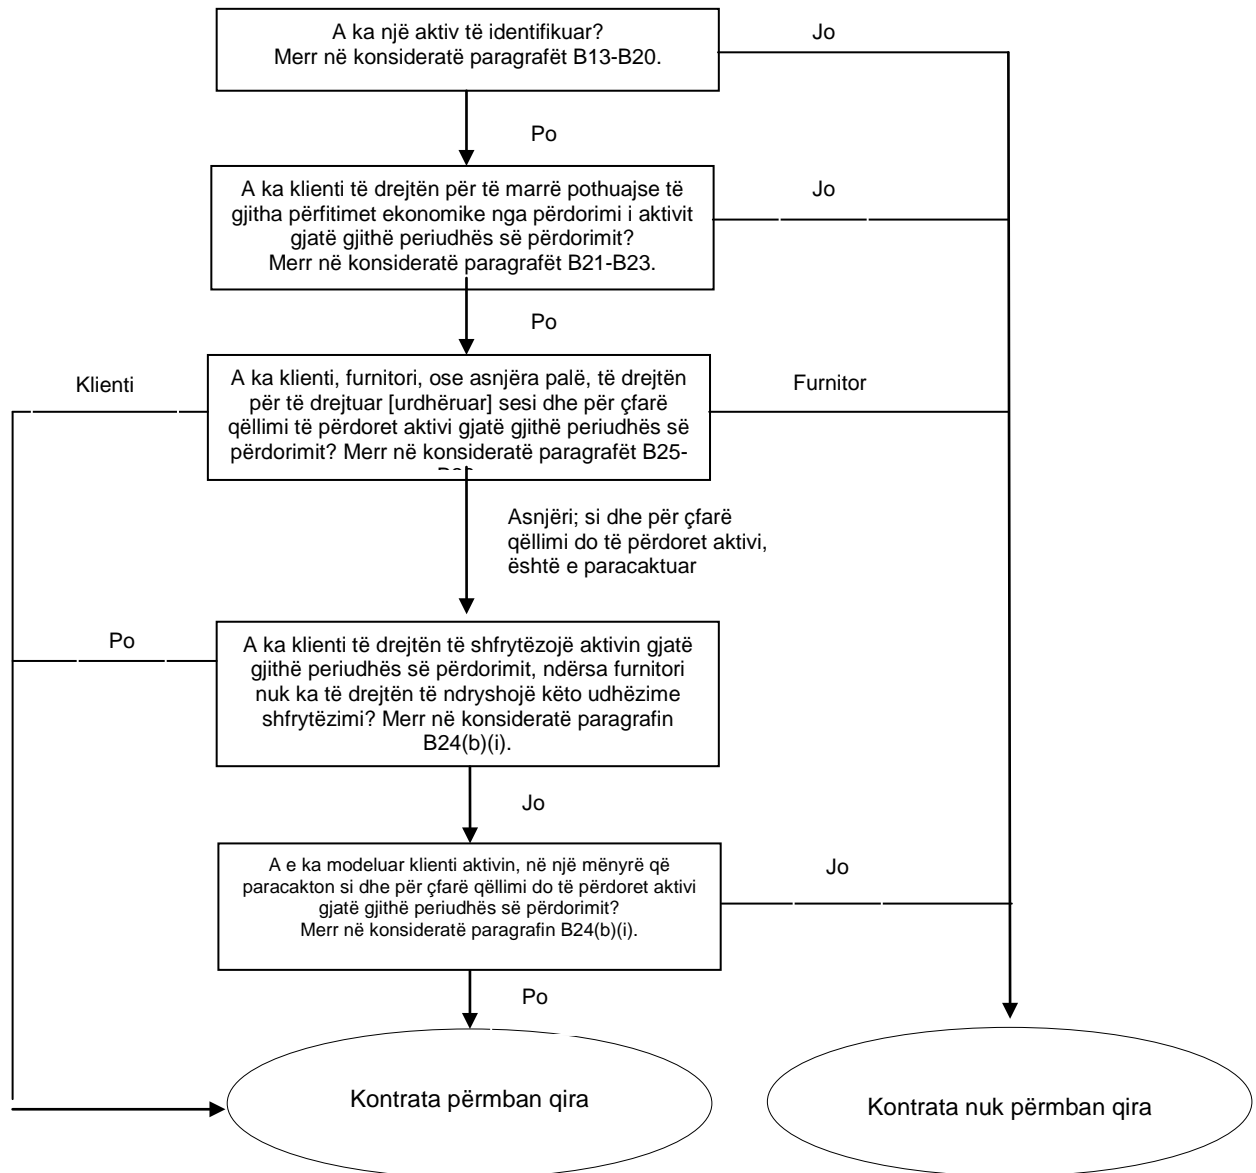 A ka një aktiv të identifikuar?
Merr në konsideratë paragrafët B13-B20.
Jo
Po
A ka klienti të drejtën për të marrë pothuajse të
gjitha përfitimet ekonomike nga përdorimi i aktivit
gjatë gjithë periudhës së përdorimit?
Merr në konsideratë paragrafët B21-B23.
Jo
Po
Klienti
A ka klienti, furnitori, ose asnjëra palë, të drejtën
për të drejtuar [urdhëruar] sesi dhe për çfarë
qëllimi të përdoret aktivi gjatë gjithë periudhës së
përdorimit? Merr në konsideratë paragrafët B25-
Furnitor
Asnjëri; si dhe për çfarë
qëllimi do të përdoret aktivi,
është e paracaktuar
Po
A ka klienti të drejtën të shfrytëzojë aktivin gjatë
gjithë periudhës së përdorimit, ndërsa furnitori
nuk ka të drejtën të ndryshojë këto udhëzime
shfrytëzimi? Merr në konsideratë paragrafin
B24(b)(i).
Jo
A e ka modeluar klienti aktivin, në një mënyrë që
paracakton si dhe për çfarë qëllimi do të përdoret aktivi
gjatë gjithë periudhës së përdorimit?
Merr në konsideratë paragrafin B24(b)(i).
Jo
Po
Kontrata përmban qira
Kontrata nuk përmban qira